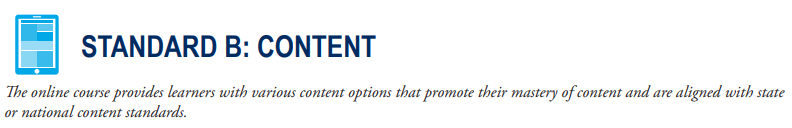 STANDARD B: CONTENT
The online course provides learners with various content options that promote their mastery of content and are aligned with state
or national content standards.